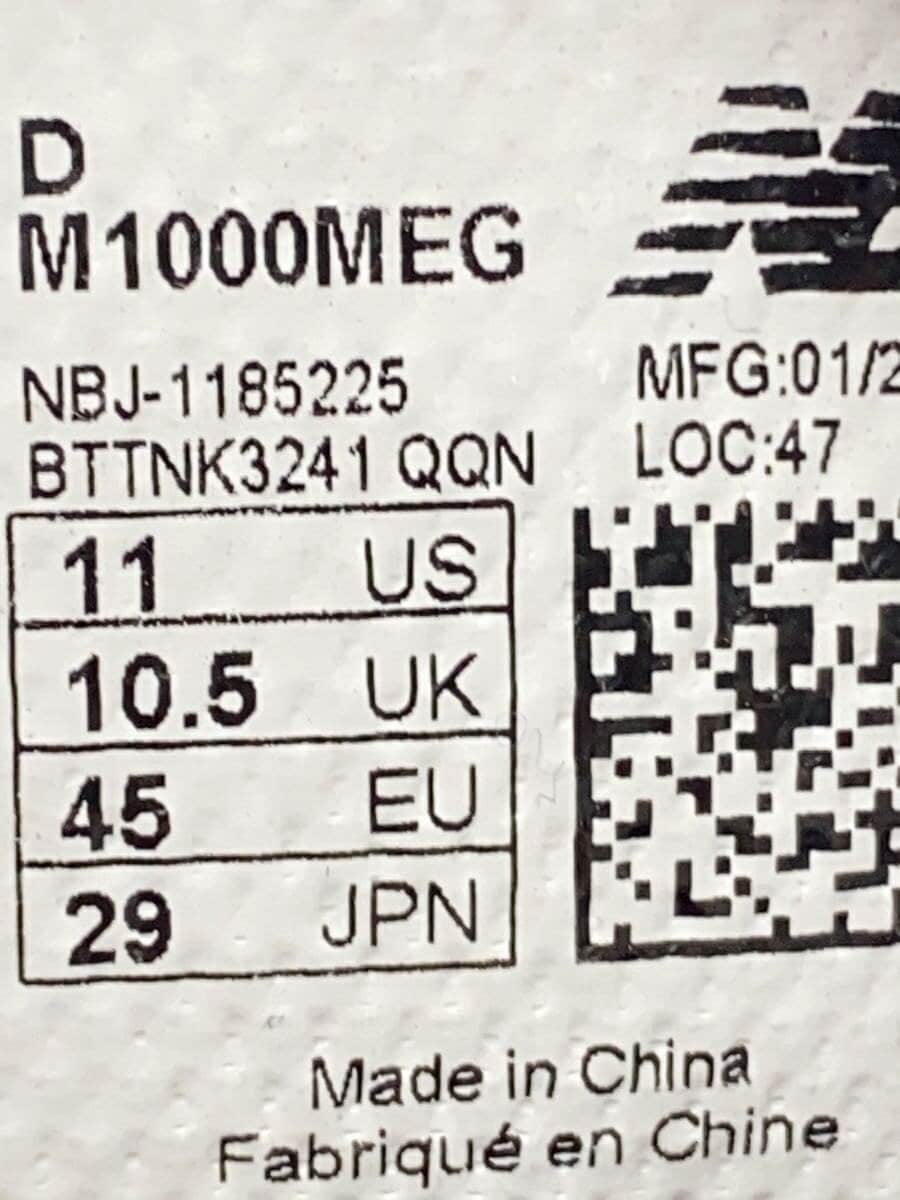 D
M1000MEG
NBJ-1185225
BTTNK3241 QQN
MFG:01/2
LOC:47
11 US
10.5 UK
45 EU
29 JPN
Made in China
Fabriqué en Chine